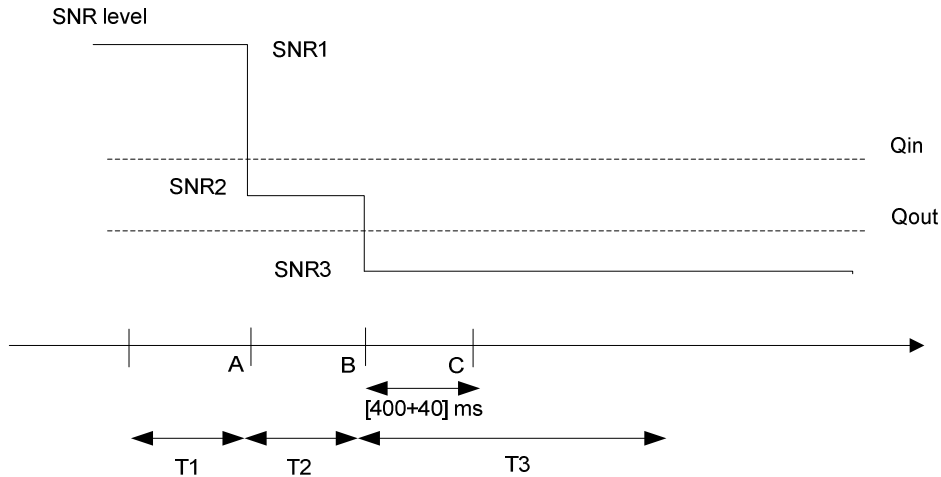 SNR level
SNR1
Qin
SNR2
Qout
SNR3
A
B
C
[400+40] ms
T1
T2
T3